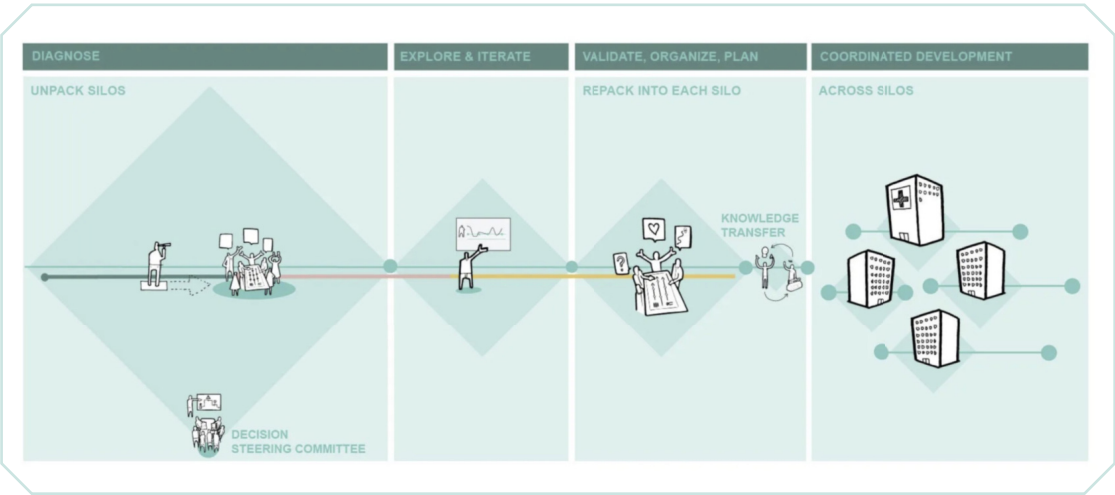 DIAGNOSE
EXPLORE & ITERATE
VALIDATE, ORGANIZE, PLAN
COORDINATED DEVELOPMENT
UNPACK SILOS
REPACK INTO EACH SILO
ACROSS SILOS
KNOWLEDGE
TRANSFER
?
DECISION
STEERING COMMITTEE